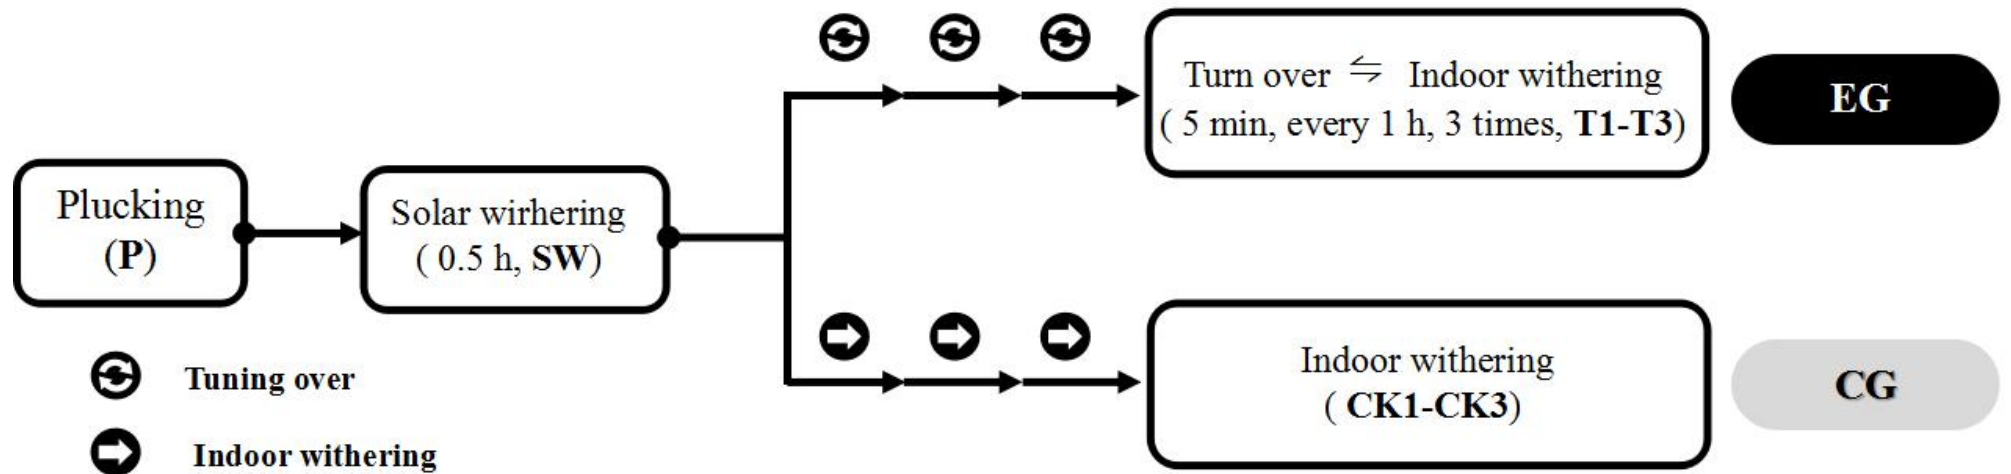 Plucking
(P)
Solar wirhering
( 0.5 h, SW)
Turn over ⇋ Indoor withering
( 5 min, every 1 h, 3 times, T1-T3)
EG
Indoor withering
( CK1-CK3)
CG
Tuning over
Indoor withering